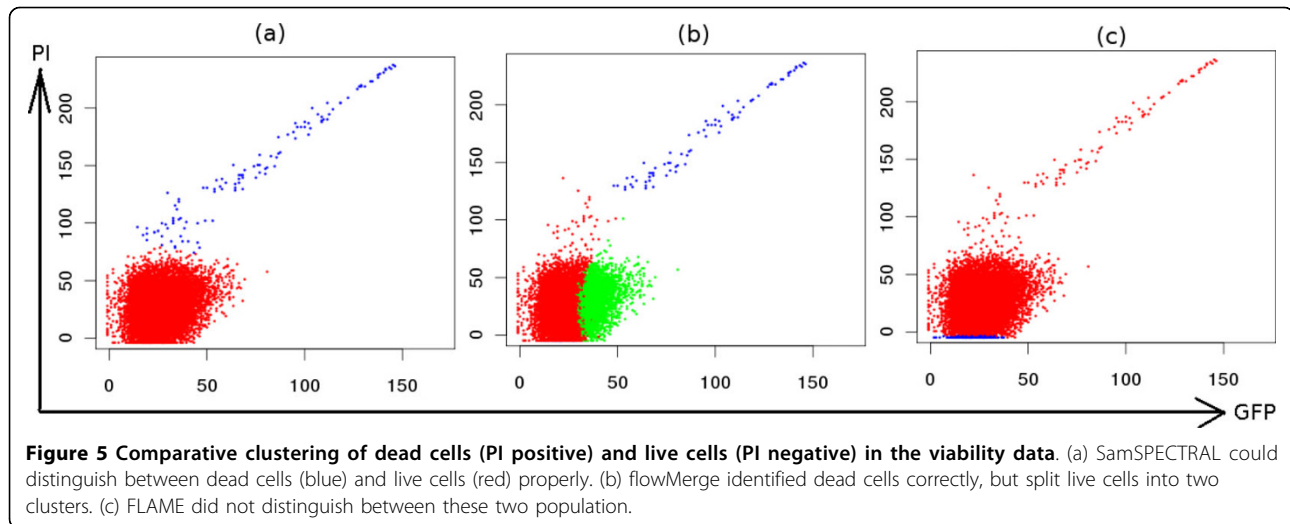 (a) (b) (c)
PI
200
150
100
50
0
200
150
100
50
0
200
150
100
50
0
0 50 100 150
0 50 100 150
0 50 100 150
GFP
Figure 5 Comparative clustering of dead cells (PI positive) and live cells (PI negative) in the viability data. (a) SamSPECTRAL could
distinguish between dead cells (blue) and live cells (red) properly. (b) flowMerge identified dead cells correctly, but split live cells into two
clusters. (c) FLAME did not distinguish between these two population.